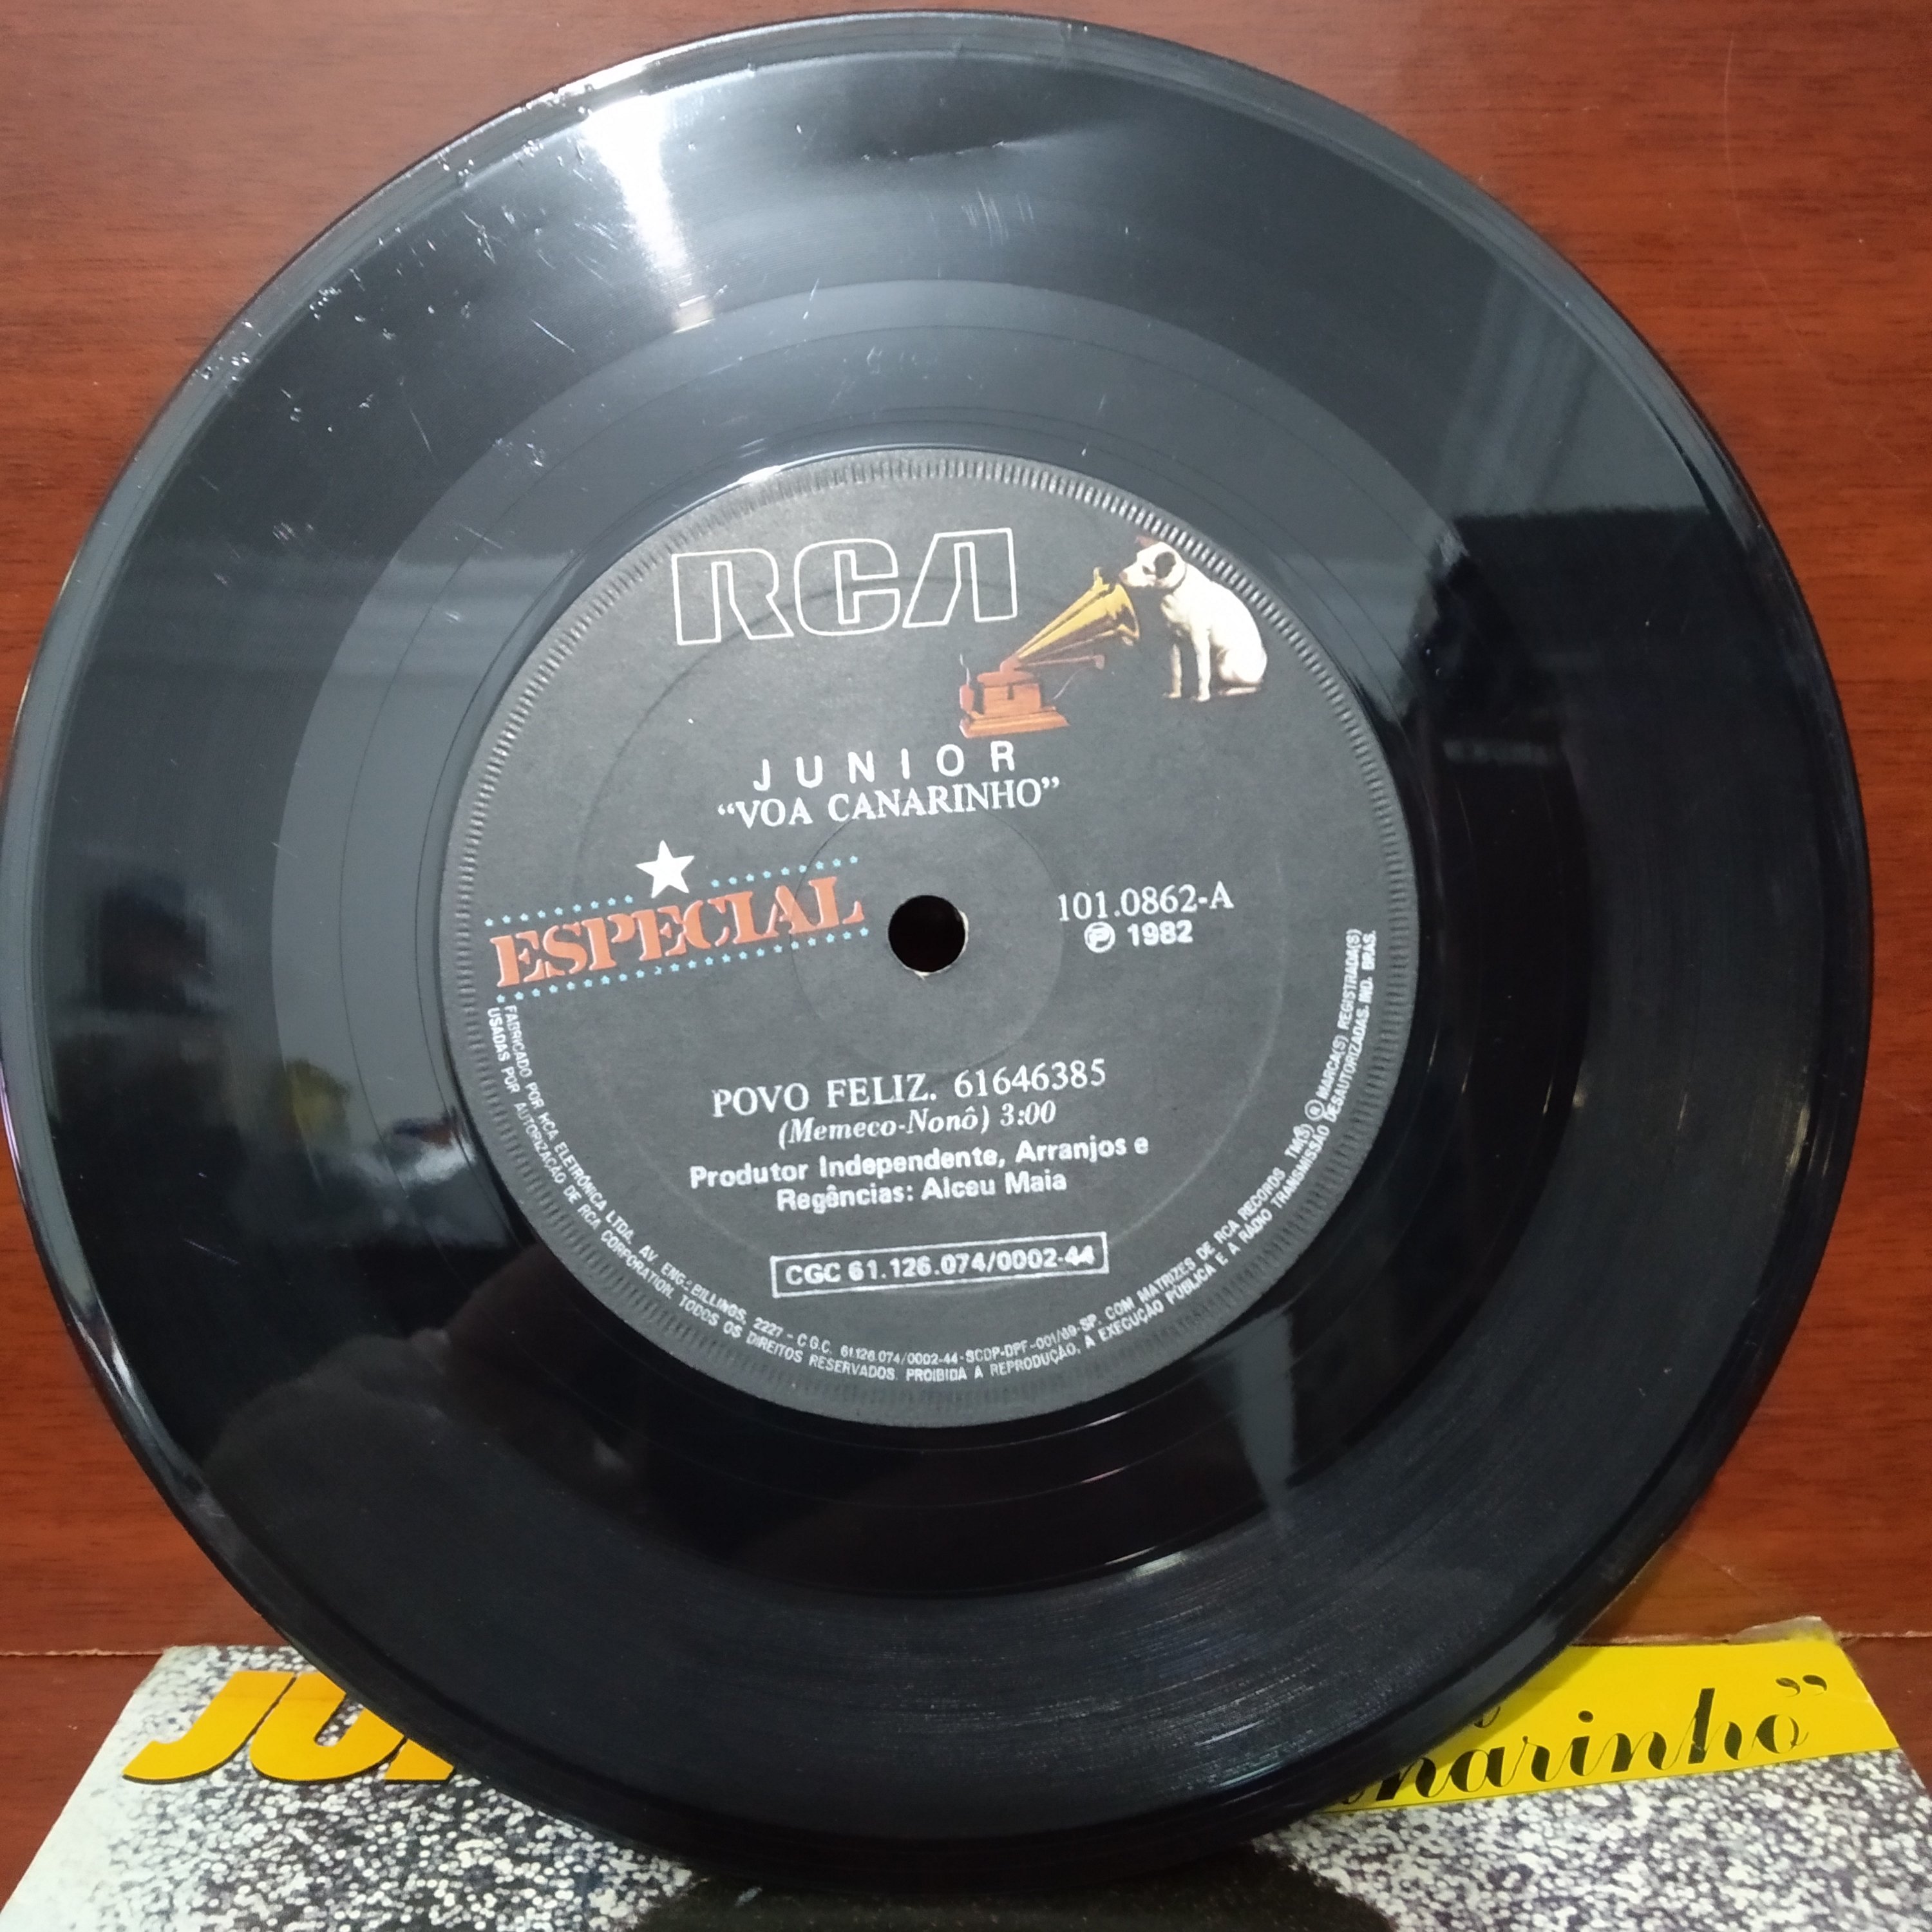 RCA
JUNIOR
“VOA CANARINHO”
ESPECIAL
101.0862-A
Ⓟ 1982
POVO FELIZ. 61646385
(Memeco-Nonô) 3:00
Produtor Independente, Arranjos e
Regências: Alceu Maia
CGC 61.126.074/0002-44
FABRICADO POR RCA ELETRÔNICA LTDA. AV. ENG.º BILLINGS, 2227 - C.G.C. 61.126.074/0002-44 - SCDP-DPF-001/69-SP. COM MATRIZES DE RCA RECORDS TM(S) ® MARCA(S) REGISTRADA(S)
USADAS POR AUTORIZAÇÃO DE RCA CORPORATION. TODOS OS DIREITOS RESERVADOS. PROIBIDA A REPRODUÇÃO, A EXECUÇÃO PÚBLICA E A RÁDIO TRANSMISSÃO DESAUTORIZADAS. IND. BRAS.